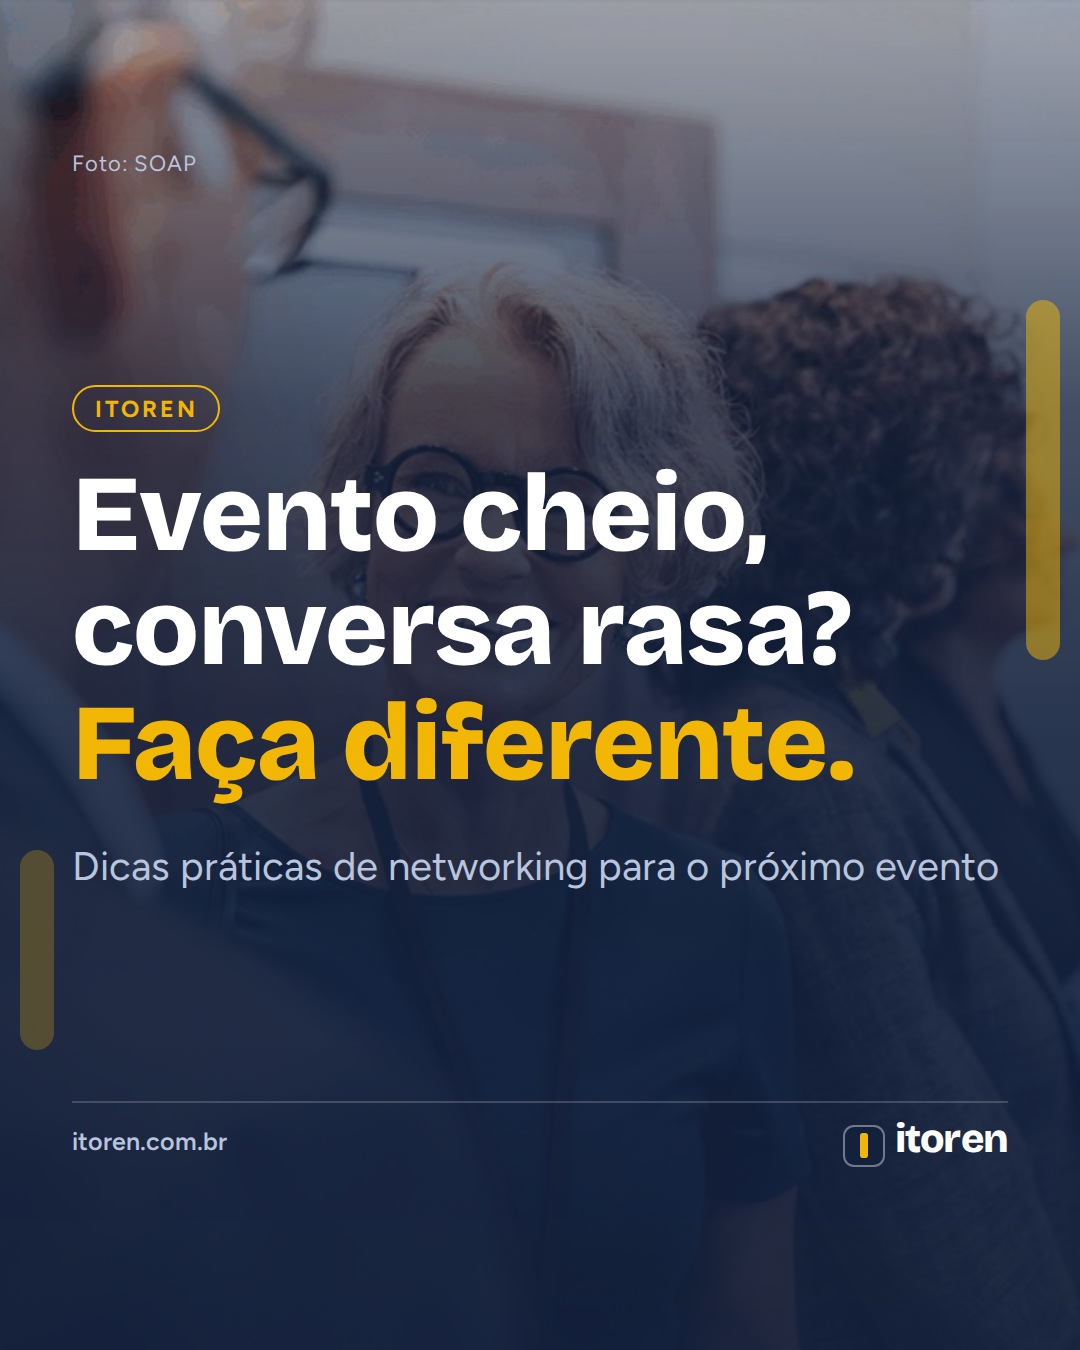 Foto: SOAP
ITOREN
Evento cheio,
conversa rasa?
Faça diferente.
Dicas práticas de networking para o próximo evento
itoren.com.br
itoren